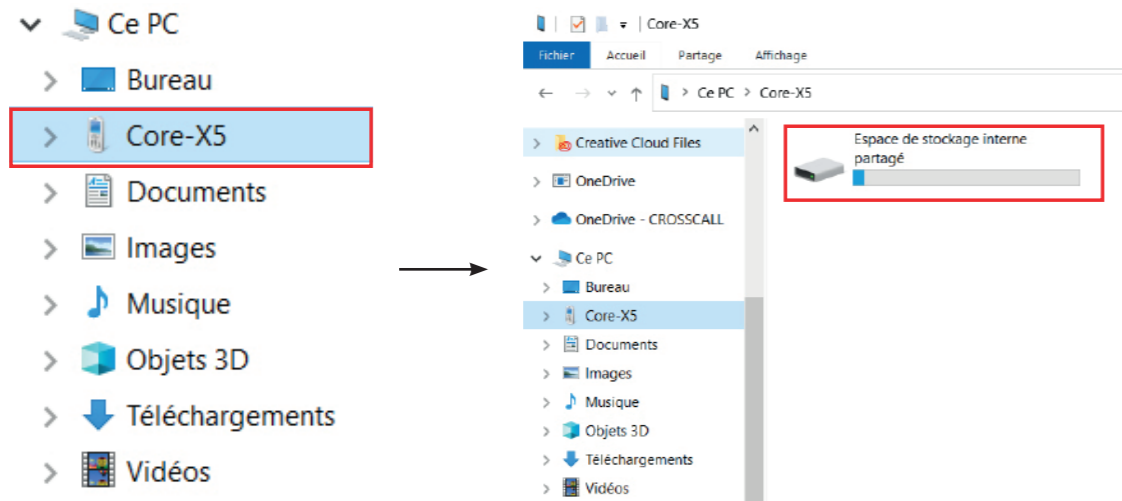 Ce PC
Bureau
Core-X5
Documents
Images
Musique
Objets 3D
Téléchargements
Vidéos
Core-X5
Fichier Accueil Partage Affichage
Ce PC > Core-X5
Creative Cloud Files
OneDrive
OneDrive - CROSSCALL
Ce PC
Bureau
Core-X5
Documents
Images
Musique
Objets 3D
Téléchargements
Vidéos
Espace de stockage interne
partagé